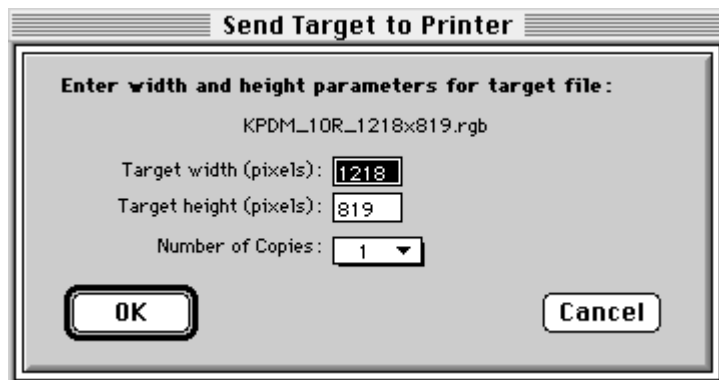 Send Target to Printer
Enter width and height parameters for target file:
KPDM_10R_1218x819.rgb
Target width (pixels): 1218
Target height (pixels): 819
Number of Copies: 1
OK Cancel